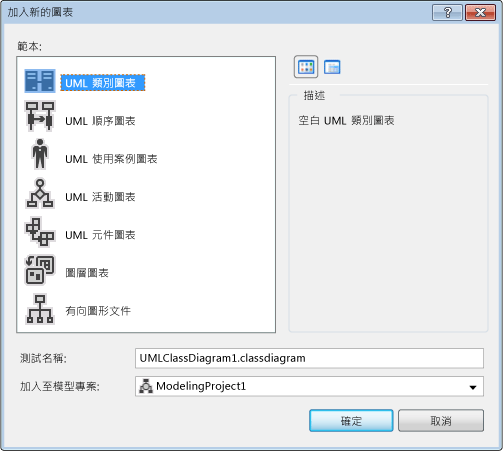 加入新的圖表
範本:
UML 類別圖表
UML 順序圖表
UML 使用案例圖表
UML 活動圖表
UML 元件圖表
圖層圖表
有向圖形文件
描述
空白 UML 類別圖表
測試名稱:
UMLClassDiagram1.classdiagram
加入至模型專案:
ModelingProject1
確定
取消